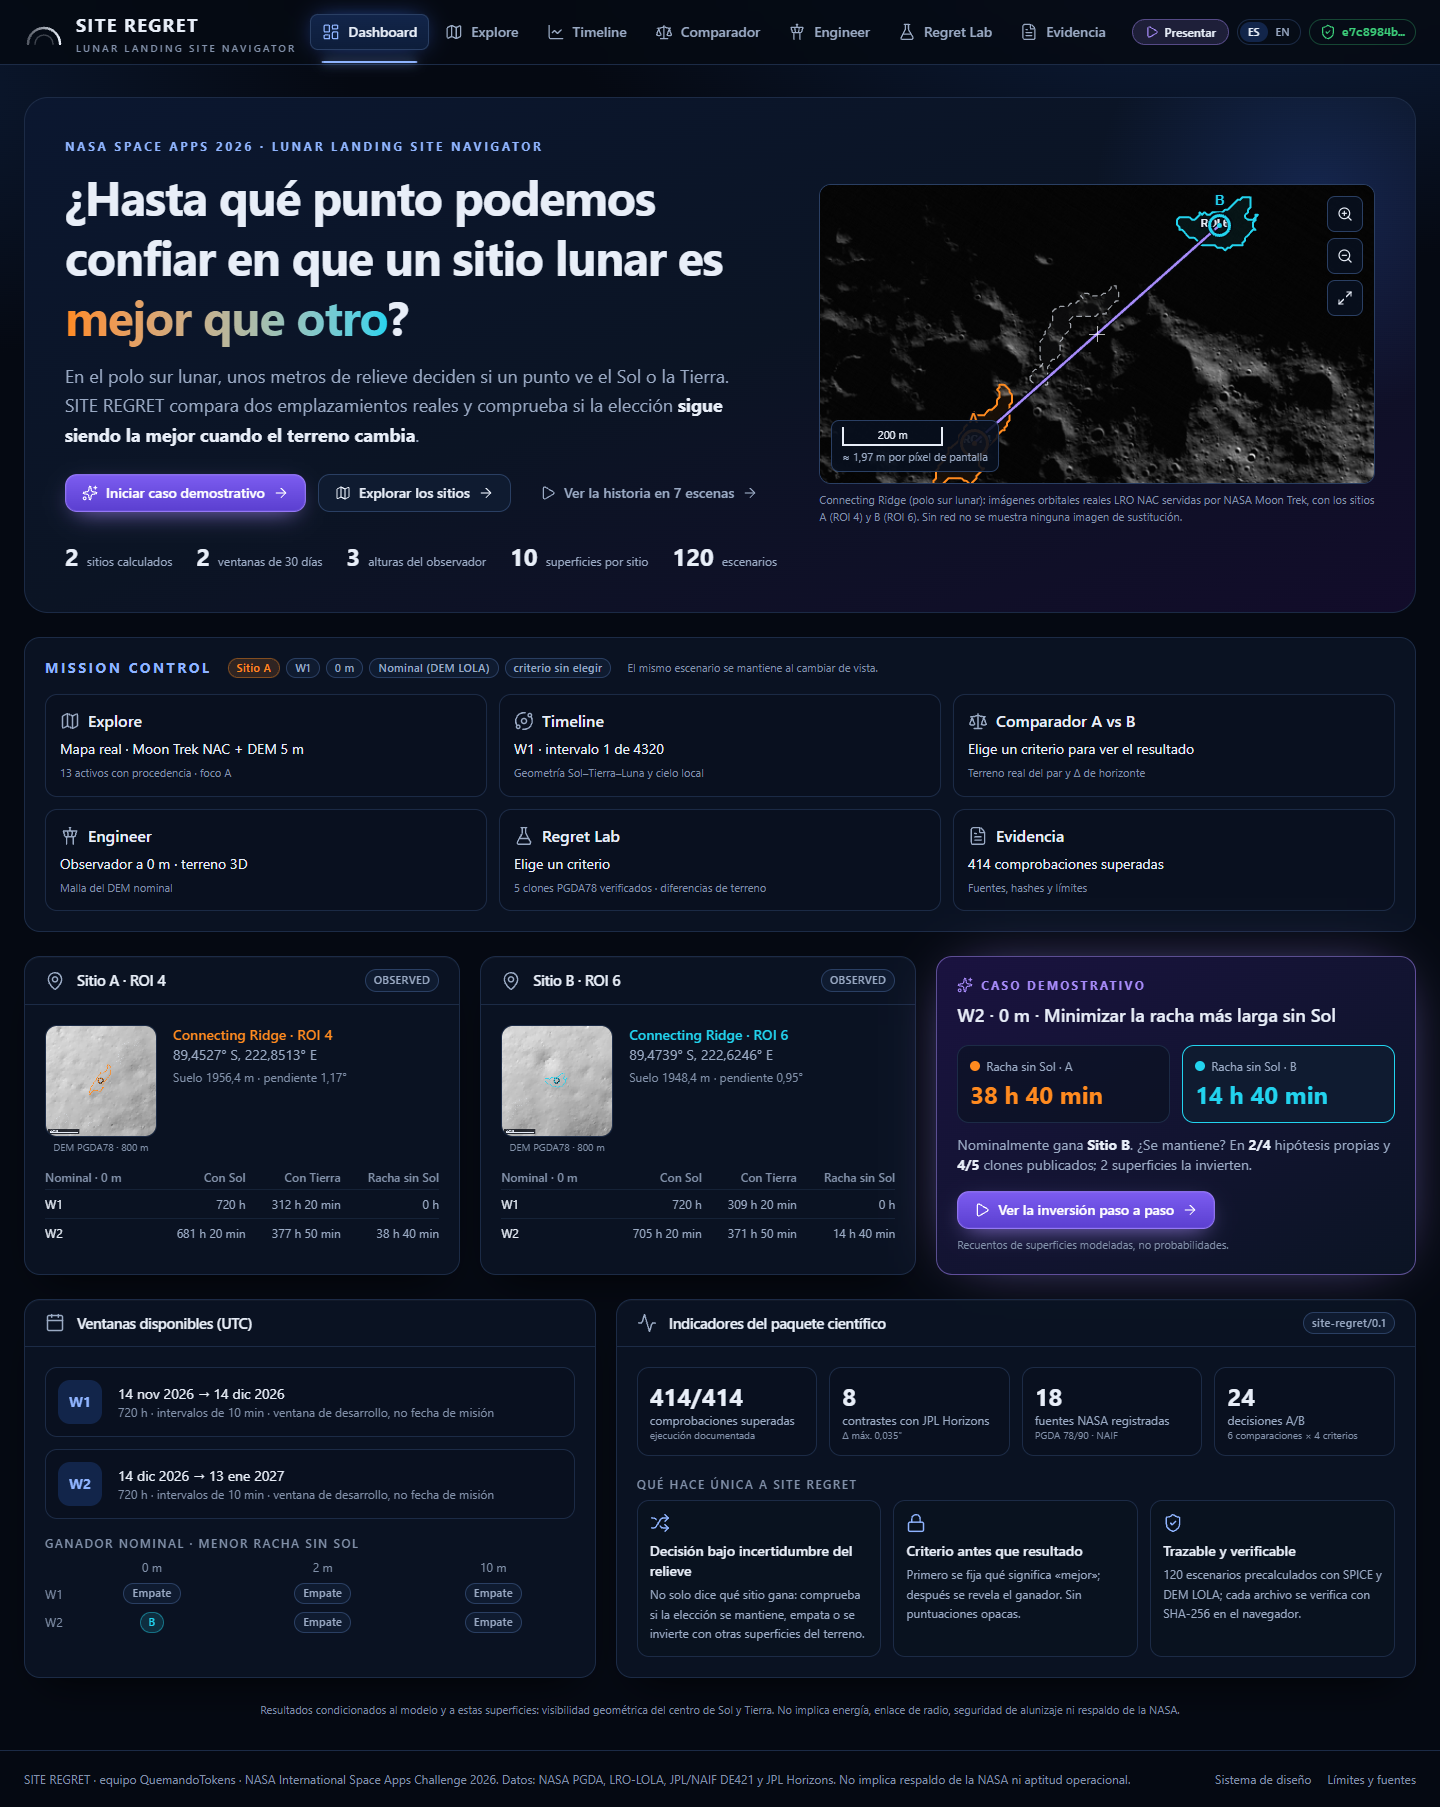 SITE REGRET
LUNAR LANDING SITE NAVIGATOR
Dashboard
Explore
Timeline
Comparador
Engineer
Regret Lab
Evidencia
Presentar
ES EN
e7c8984b…
NASA SPACE APPS 2026 · LUNAR LANDING SITE NAVIGATOR
¿Hasta qué punto podemos
confiar en que un sitio lunar es
mejor que otro?
En el polo sur lunar, unos metros de relieve deciden si un punto ve el Sol o la Tierra.
SITE REGRET compara dos emplazamientos reales y comprueba si la elección sigue
siendo la mejor cuando el terreno cambia.
Iniciar caso demostrativo
Explorar los sitios
Ver la historia en 7 escenas
2 sitios calculados
2 ventanas de 30 días
3 alturas del observador
10 superficies por sitio
120 escenarios
B
200 m
≈ 1,97 m por píxel de pantalla
Connecting Ridge (polo sur lunar): imágenes orbitales reales LRO NAC servidas por NASA Moon Trek, con los sitios
A (ROI 4) y B (ROI 6). Sin red no se muestra ninguna imagen de sustitución.
MISSION CONTROL
Sitio A
W1
0 m
Nominal (DEM LOLA)
criterio sin elegir
El mismo escenario se mantiene al cambiar de vista.
Explore
Mapa real · Moon Trek NAC + DEM 5 m
13 activos con procedencia · foco A
Timeline
W1 · intervalo 1 de 4320
Geometría Sol–Tierra–Luna y cielo local
Comparador A vs B
Elige un criterio para ver el resultado
Terreno real del par y Δ de horizonte
Engineer
Observador a 0 m · terreno 3D
Malla del DEM nominal
Regret Lab
Elige un criterio
5 clones PGDA78 verificados · diferencias de terreno
Evidencia
414 comprobaciones superadas
Fuentes, hashes y límites
Sitio A · ROI 4
OBSERVED
Connecting Ridge · ROI 4
89,4527° S, 222,8513° E
Suelo 1956,4 m · pendiente 1,17°
DEM PGDA78 · 800 m
Nominal · 0 m Con Sol Con Tierra Racha sin Sol
W1 720 h 312 h 20 min 0 h
W2 681 h 20 min 377 h 50 min 38 h 40 min
Sitio B · ROI 6
OBSERVED
Connecting Ridge · ROI 6
89,4739° S, 222,6246° E
Suelo 1948,4 m · pendiente 0,95°
DEM PGDA78 · 800 m
Nominal · 0 m Con Sol Con Tierra Racha sin Sol
W1 720 h 309 h 20 min 0 h
W2 705 h 20 min 371 h 50 min 14 h 40 min
CASO DEMOSTRATIVO
W2 · 0 m · Minimizar la racha más larga sin Sol
Racha sin Sol · A
38 h 40 min
Racha sin Sol · B
14 h 40 min
Nominalmente gana Sitio B. ¿Se mantiene? En 2/4 hipótesis propias y
4/5 clones publicados; 2 superficies la invierten.
Ver la inversión paso a paso
Recuentos de superficies modeladas, no probabilidades.
Ventanas disponibles (UTC)
W1
14 nov 2026 → 14 dic 2026
720 h · intervalos de 10 min · ventana de desarrollo, no fecha de misión
W2
14 dic 2026 → 13 ene 2027
720 h · intervalos de 10 min · ventana de desarrollo, no fecha de misión
GANADOR NOMINAL · MENOR RACHA SIN SOL
0 m 2 m 10 m
W1 Empate Empate Empate
W2 B Empate Empate
Indicadores del paquete científico
site-regret/0.1
414/414
comprobaciones superadas
ejecución documentada
8
contrastes con JPL Horizons
Δ máx. 0,035″
18
fuentes NASA registradas
PGDA 78/90 · NAIF
24
decisiones A/B
6 comparaciones × 4 criterios
QUÉ HACE ÚNICA A SITE REGRET
Decisión bajo incertidumbre del
relieve
No solo dice qué sitio gana: comprueba
si la elección se mantiene, empata o se
invierte con otras superficies del terreno.
Criterio antes que resultado
Primero se fija qué significa «mejor»;
después se revela el ganador. Sin
puntuaciones opacas.
Trazable y verificable
120 escenarios precalculados con SPICE y
DEM LOLA; cada archivo se verifica con
SHA-256 en el navegador.
Resultados condicionados al modelo y a estas superficies: visibilidad geométrica del centro de Sol y Tierra. No implica energía, enlace de radio, seguridad de alunizaje ni respaldo de la NASA.
SITE REGRET · equipo QuemandoTokens · NASA International Space Apps Challenge 2026. Datos: NASA PGDA, LRO-LOLA, JPL/NAIF DE421 y JPL Horizons. No implica respaldo de la NASA ni aptitud operacional.
Sistema de diseño
Límites y fuentes